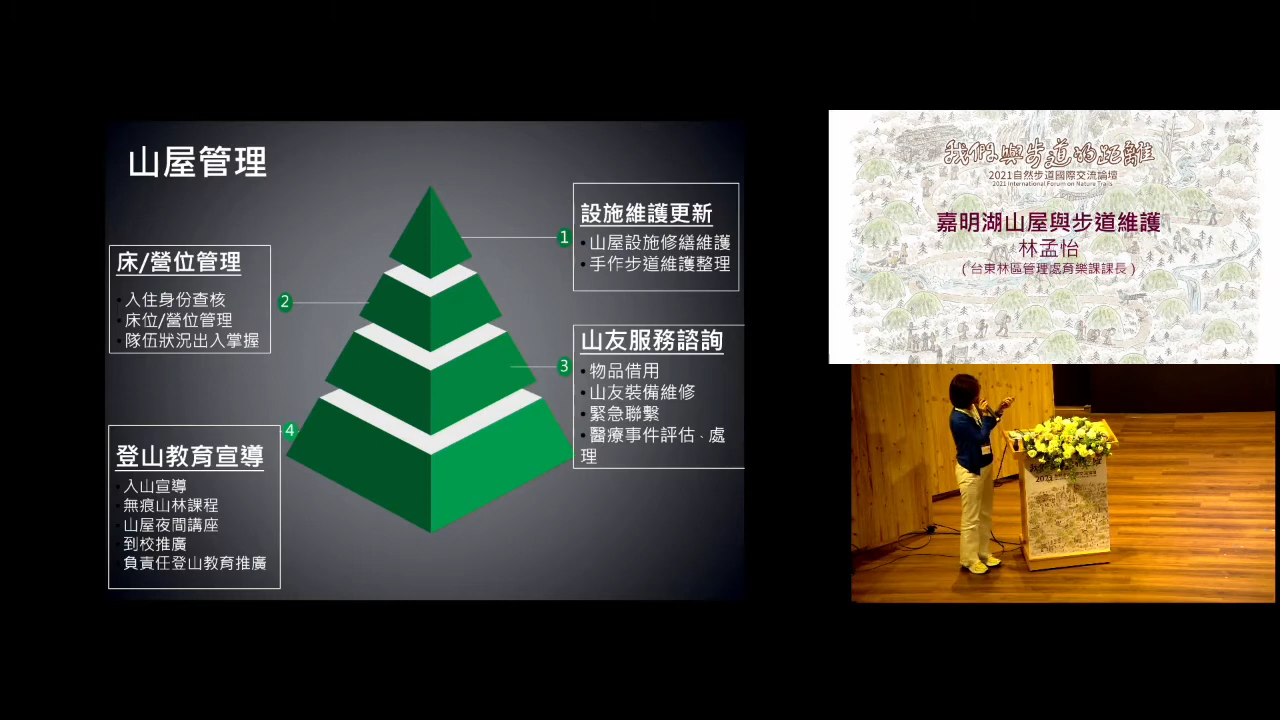 山屋管理
1
設施維護更新
•山屋設施修繕維護
•手作步道維護整理
2
床/營位管理
•入住身份查核
•床位/營位管理
•隊伍狀況出入掌握
3
山友服務諮詢
•物品借用
•山友裝備維修
•緊急聯繫
•醫療事件評估、處
理
4
登山教育宣導
•入山宣導
•無痕山林課程
•山屋夜間講座
•到校推廣
•負責任登山教育推廣
我們與步道的距離
2021自然步道國際交流論壇
2021 International Forum on Nature Trails
嘉明湖山屋與步道維護
林孟怡
(台東林區管理處育樂課課長)
2021